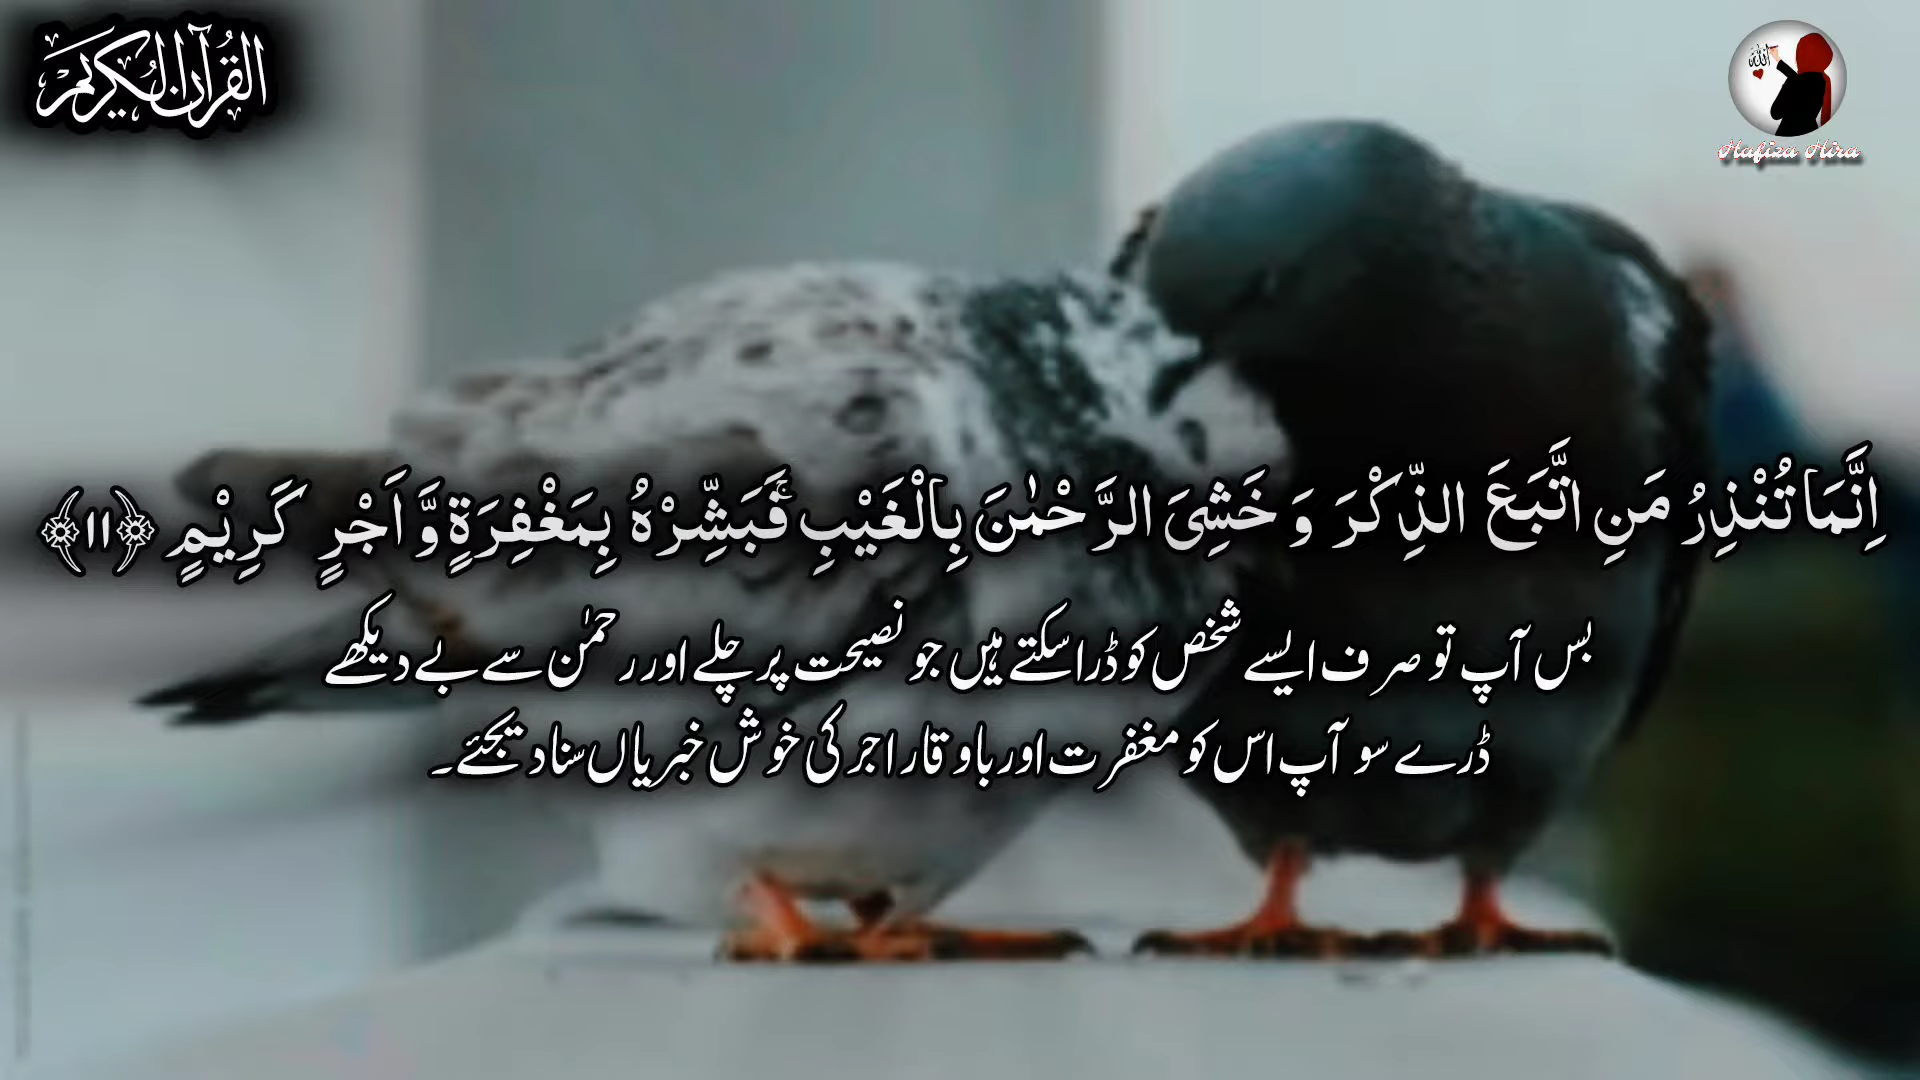 القرآن الكريم
الله
Hafiza Hira
اِنَّمَا تُنْذِرُ مَنِ اتَّبَعَ الذِّكْرَ وَ خَشِیَ الرَّحْمٰنَ بِالْغَیْبِ ۚ فَبَشِّرْهُ بِمَغْفِرَةٍ وَّ اَجْرٍ كَرِیْمٍ ﴿۱۱﴾
بس آپ تو صرف ایسے شخص کو ڈرا سکتے ہیں جو نصیحت پر چلے اور رحمٰن سے بے دیکھے
ڈرے سو آپ اس کو مغفرت اور باوقار اجر کی خوش خبریاں سنا دیجئے۔